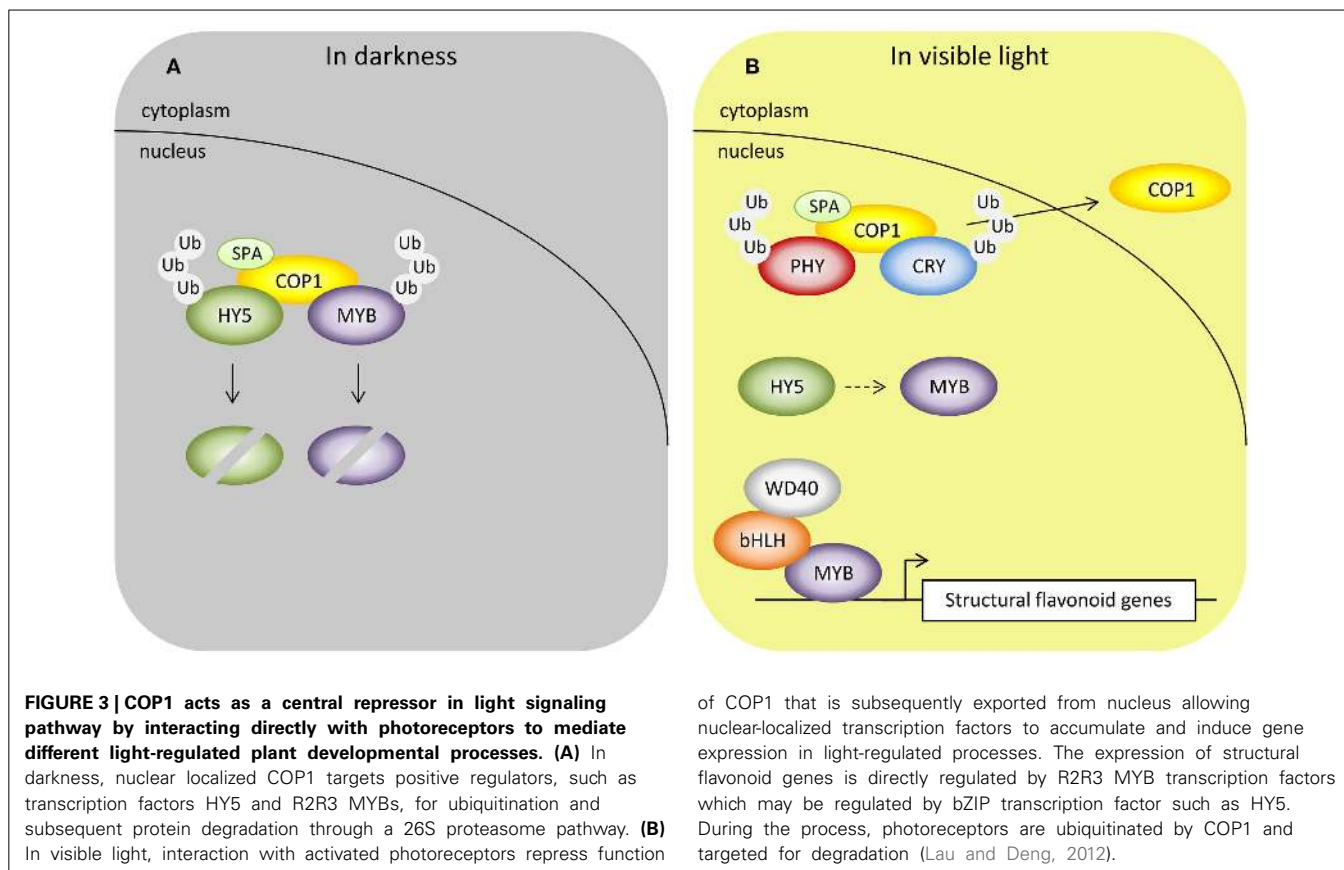 A
In darkness
cytoplasm
nucleus
Ub
Ub
Ub
SPA
COP1
Ub
Ub
Ub
HY5
MYB
B
In visible light
cytoplasm
nucleus
COP1
Ub
Ub
Ub
SPA
COP1
Ub
Ub
Ub
PHY
CRY
HY5
MYB
WD40
bHLH
MYB
Structural flavonoid genes
FIGURE 3 | COP1 acts as a central repressor in light signaling
pathway by interacting directly with photoreceptors to mediate
different light-regulated plant developmental processes. (A) In
darkness, nuclear localized COP1 targets positive regulators, such as
transcription factors HY5 and R2R3 MYBs, for ubiquitination and
subsequent protein degradation through a 26S proteasome pathway. (B)
In visible light, interaction with activated photoreceptors repress function
of COP1 that is subsequently exported from nucleus allowing
nuclear-localized transcription factors to accumulate and induce gene
expression in light-regulated processes. The expression of structural
flavonoid genes is directly regulated by R2R3 MYB transcription factors
which may be regulated by bZIP transcription factor such as HY5.
During the process, photoreceptors are ubiquitinated by COP1 and
targeted for degradation (Lau and Deng, 2012).